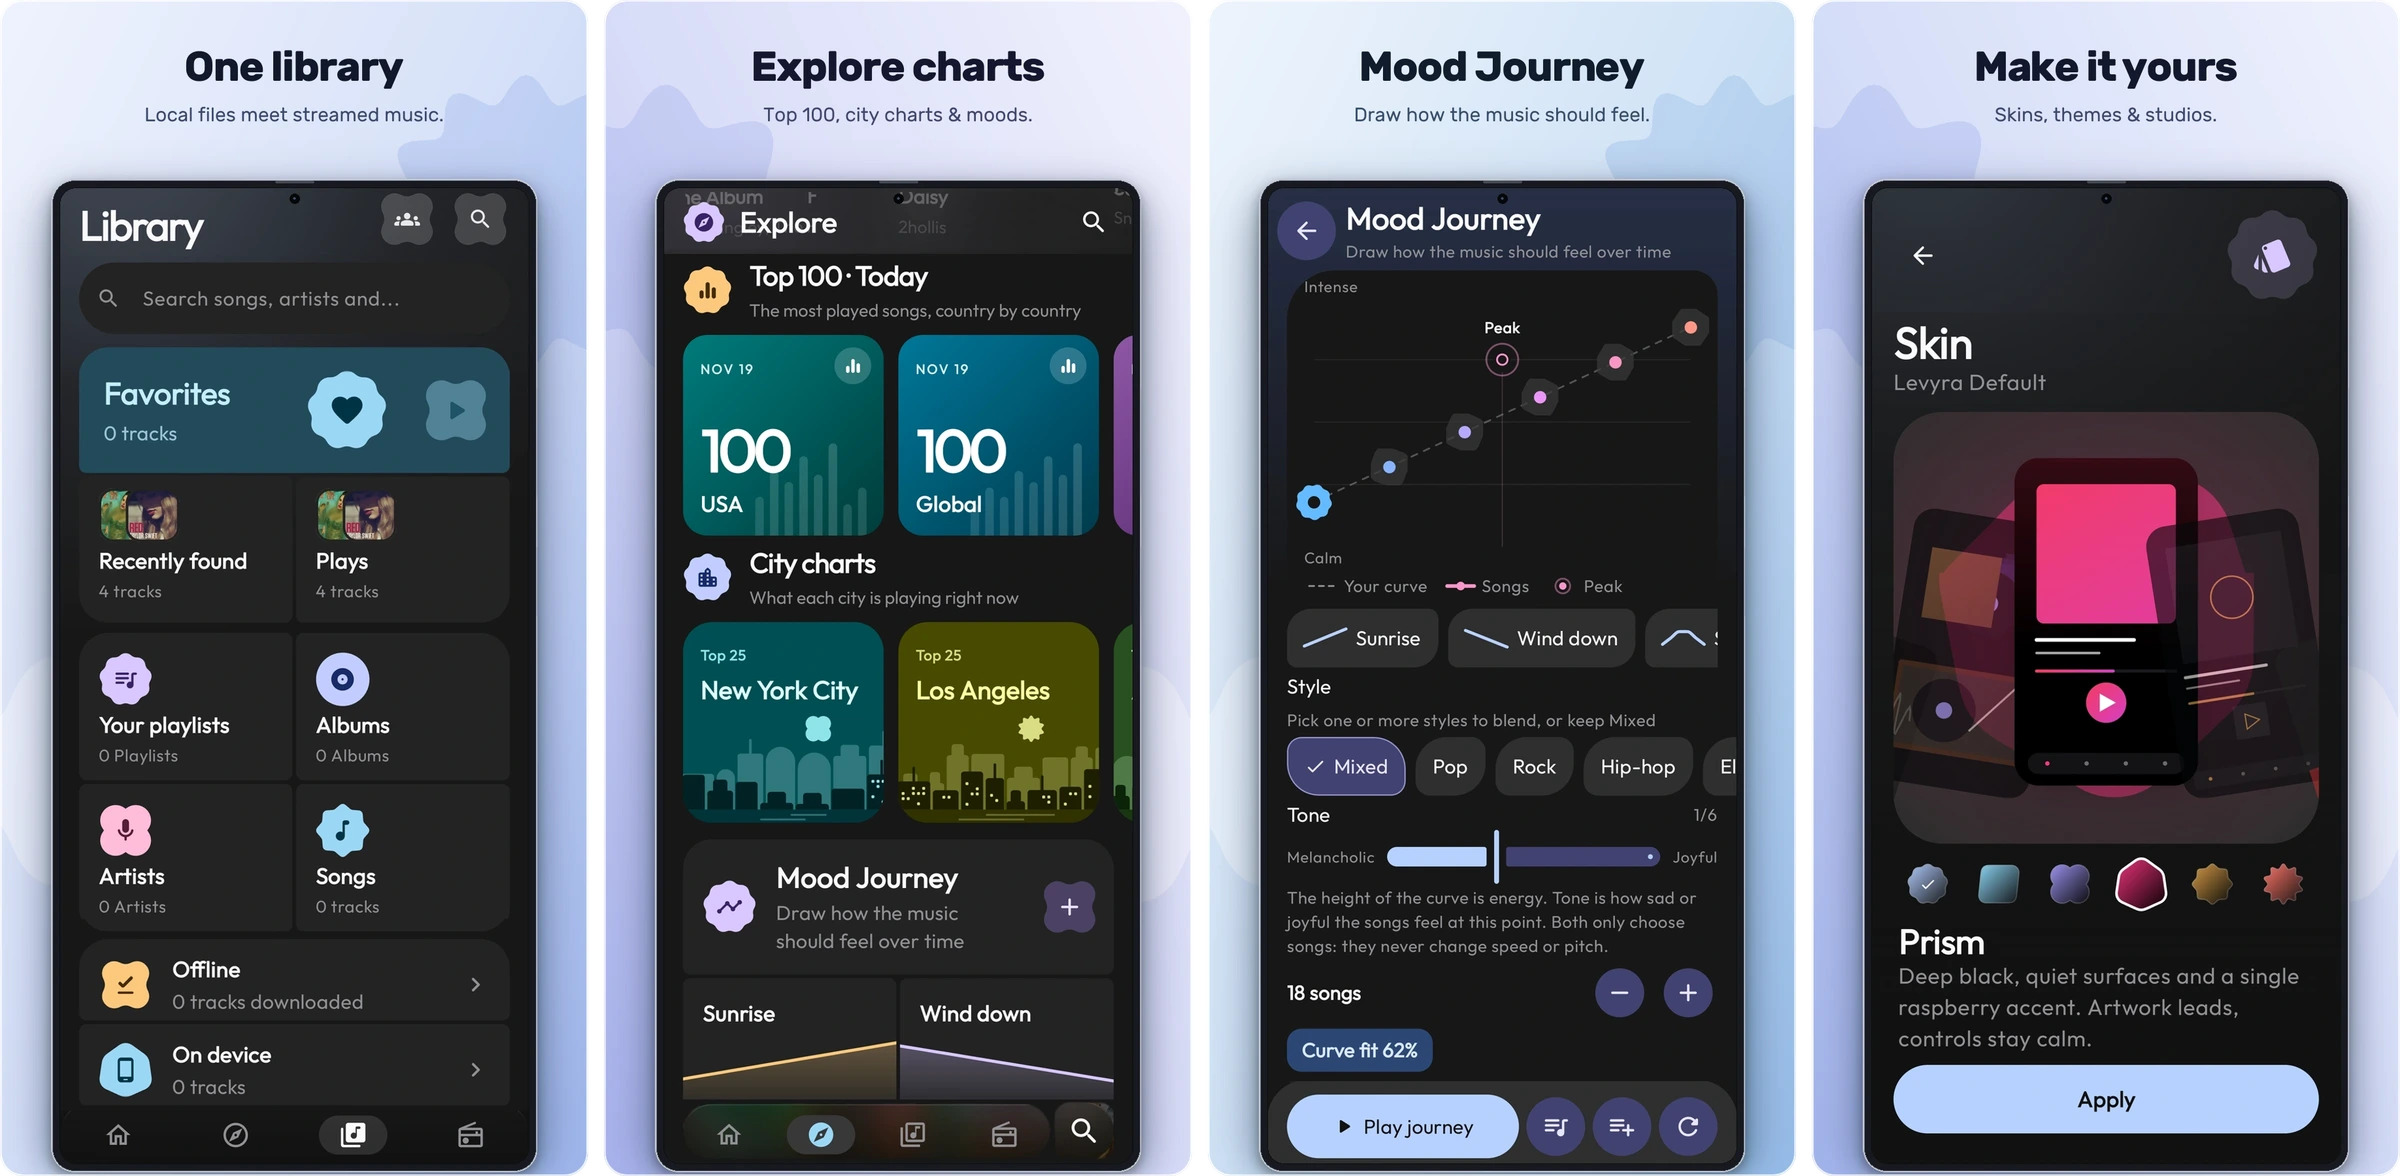 One library
Local files meet streamed music.
Library
Search songs, artists and...
Favorites
0 tracks
Recently found
4 tracks
Plays
4 tracks
Your playlists
0 Playlists
Albums
0 Albums
Artists
0 Artists
Songs
0 tracks
Offline
0 tracks downloaded
On device
0 tracks
Explore charts
Top 100, city charts & moods.
Album
Daisy
Explore
2hollis
Top 100 · Today
The most played songs, country by country
NOV 19
100
USA
NOV 19
100
Global
City charts
What each city is playing right now
Top 25
New York City
Top 25
Los Angeles
Mood Journey
Draw how the music
should feel over time
Sunrise
Wind down
Mood Journey
Draw how the music should feel.
Mood Journey
Draw how the music should feel over time
Intense
Peak
Calm
Your curve
Songs
Peak
Sunrise
Wind down
Style
Pick one or more styles to blend, or keep Mixed
Mixed
Pop
Rock
Hip-hop
Tone
1/6
Melancholic
Joyful
The height of the curve is energy. Tone is how sad or
joyful the songs feel at this point. Both only choose
songs: they never change speed or pitch.
18 songs
Curve fit 62%
Play journey
Make it yours
Skins, themes & studios.
Skin
Levyra Default
Prism
Deep black, quiet surfaces and a single
raspberry accent. Artwork leads,
controls stay calm.
Apply